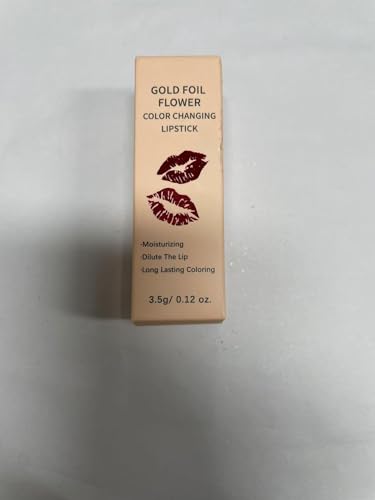 GOLD FOIL
FLOWER
COLOR CHANGING
LIPSTICK
·Moisturizing
·Dilute The Lip
·Long Lasting Coloring
3.5g/ 0.12 oz.